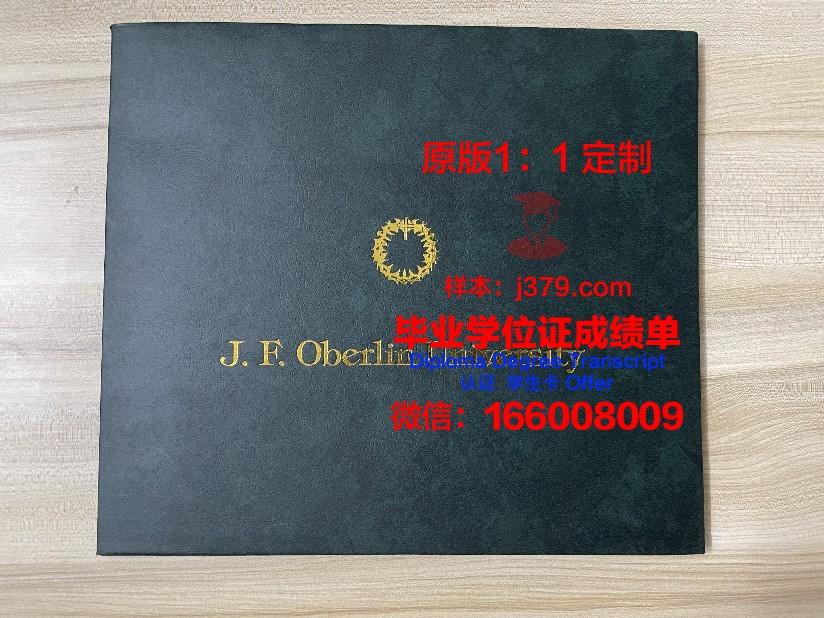 原版1：1 定制
样本：j379.com
毕业学位证成绩单
J. F. Oberlin University
Diploma Degree Transcript
认证 学生卡 Offer
微信：166008009